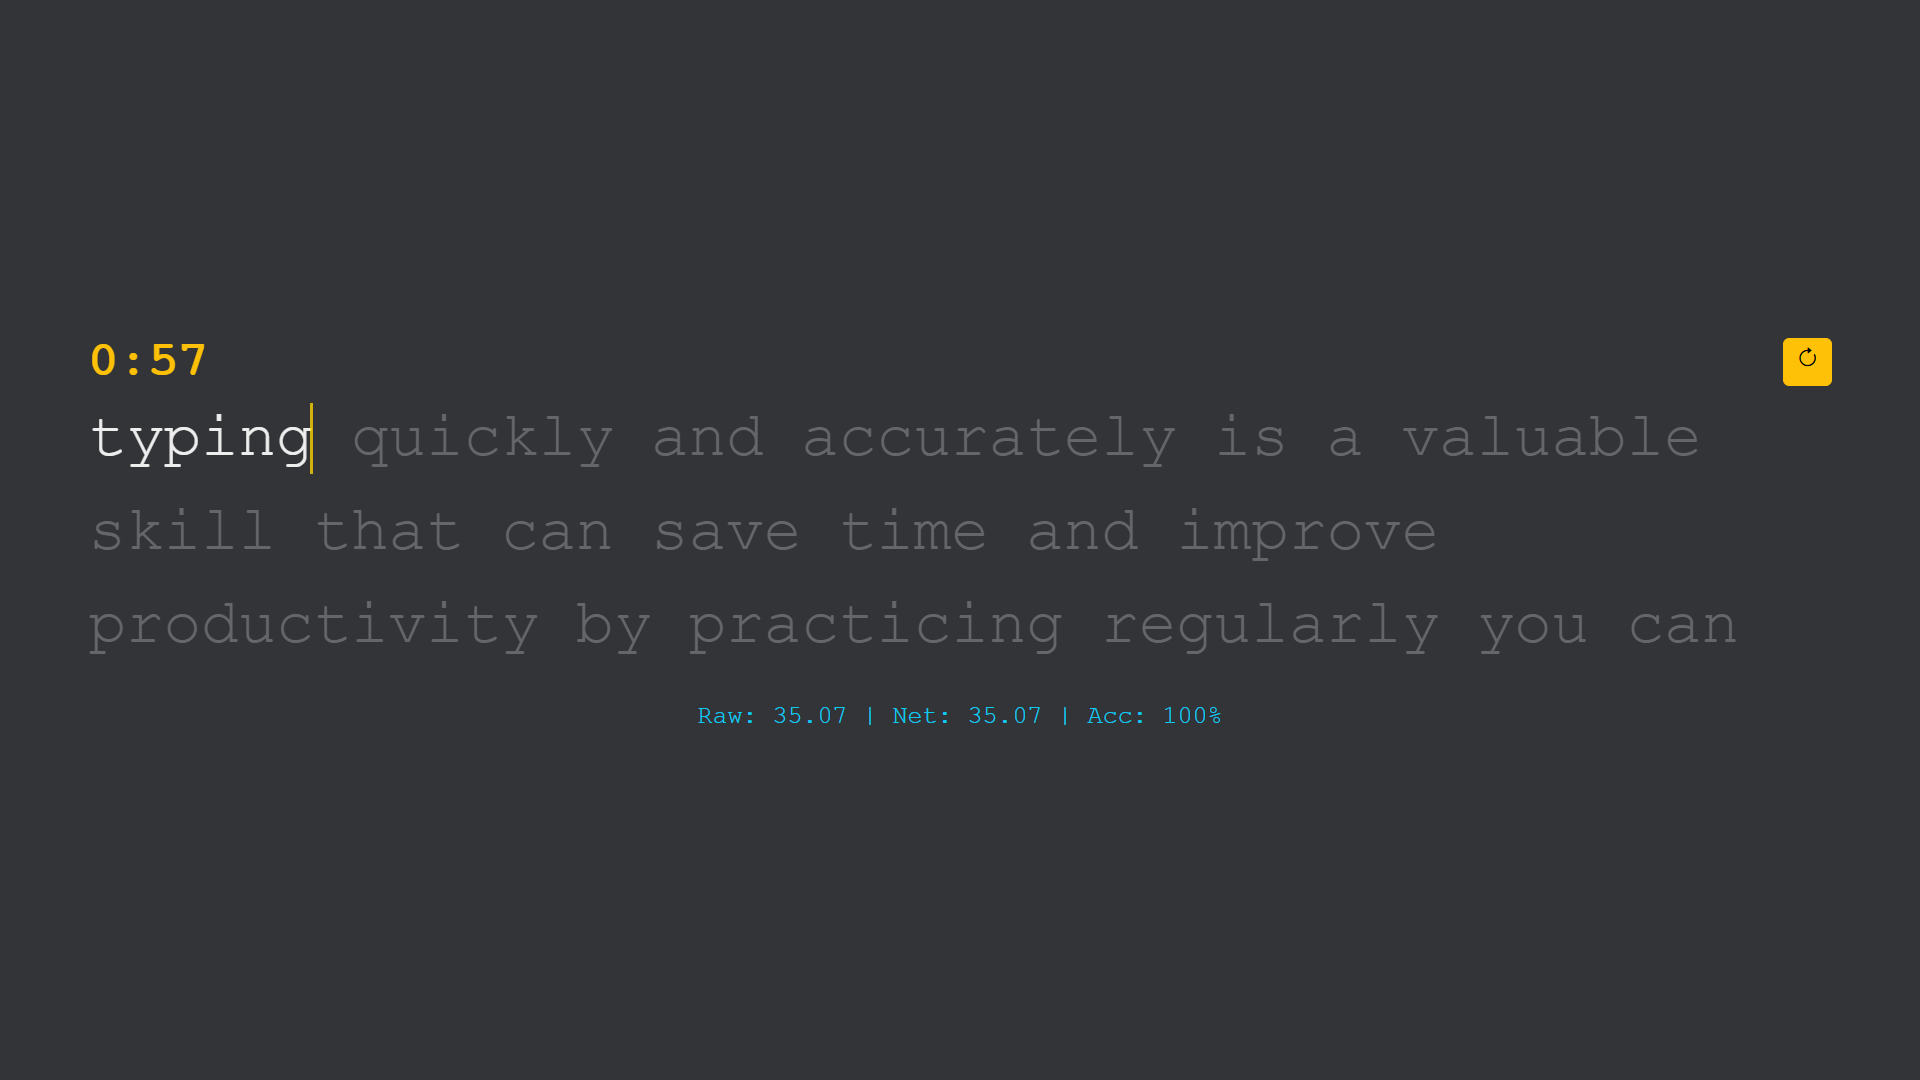 0:57
typing quickly and accurately is a valuable
skill that can save time and improve
productivity by practicing regularly you can
Raw: 35.07 | Net: 35.07 | Acc: 100%